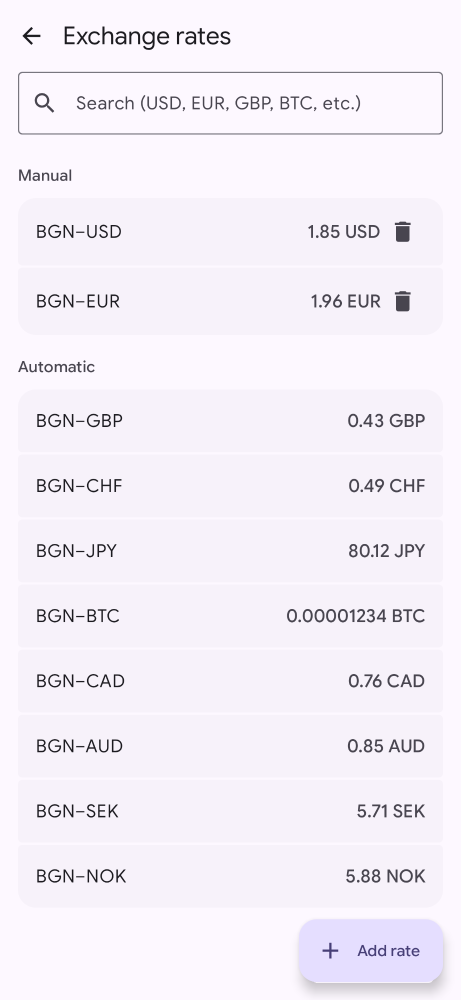 Exchange rates
Search (USD, EUR, GBP, BTC, etc.)
Manual
BGN–USD 1.85 USD
BGN–EUR 1.96 EUR
Automatic
BGN–GBP 0.43 GBP
BGN–CHF 0.49 CHF
BGN–JPY 80.12 JPY
BGN–BTC 0.00001234 BTC
BGN–CAD 0.76 CAD
BGN–AUD 0.85 AUD
BGN–SEK 5.71 SEK
BGN–NOK 5.88 NOK
Add rate